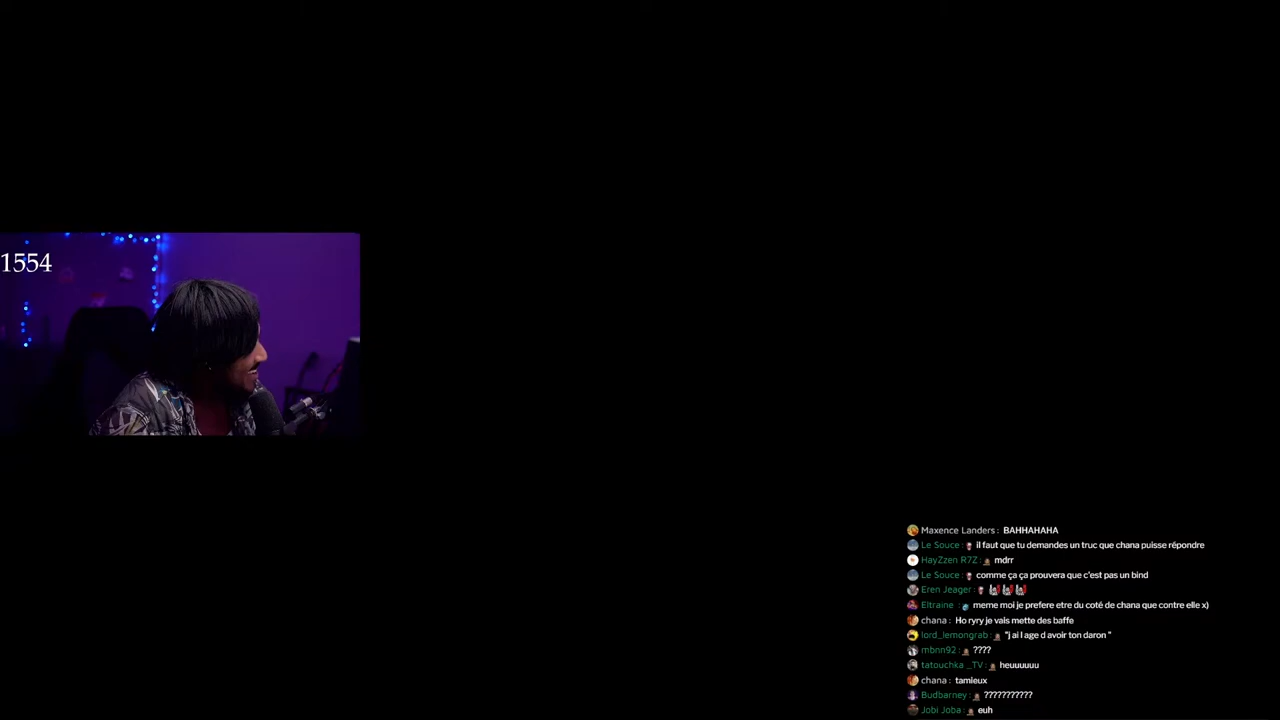 1554
Maxence Landers : BAHHAHAHA
Le Souce : il faut que tu demandes un truc que chana puisse répondre
HayZzen R7Z : mdrr
Le Souce : comme ça ça prouvera que c'est pas un bind
Eren Jeager :
Eltraine : meme moi je prefere etre du coté de chana que contre elle x)
chana : Ho ryry je vais mette des baffe
lord_lemongrab : "j ai l age d avoir ton daron "
mbnn92 : ????
tatouchka _TV : heuuuuuu
chana : tamieux
Budbarney : ???????????
Jobi Joba : euh